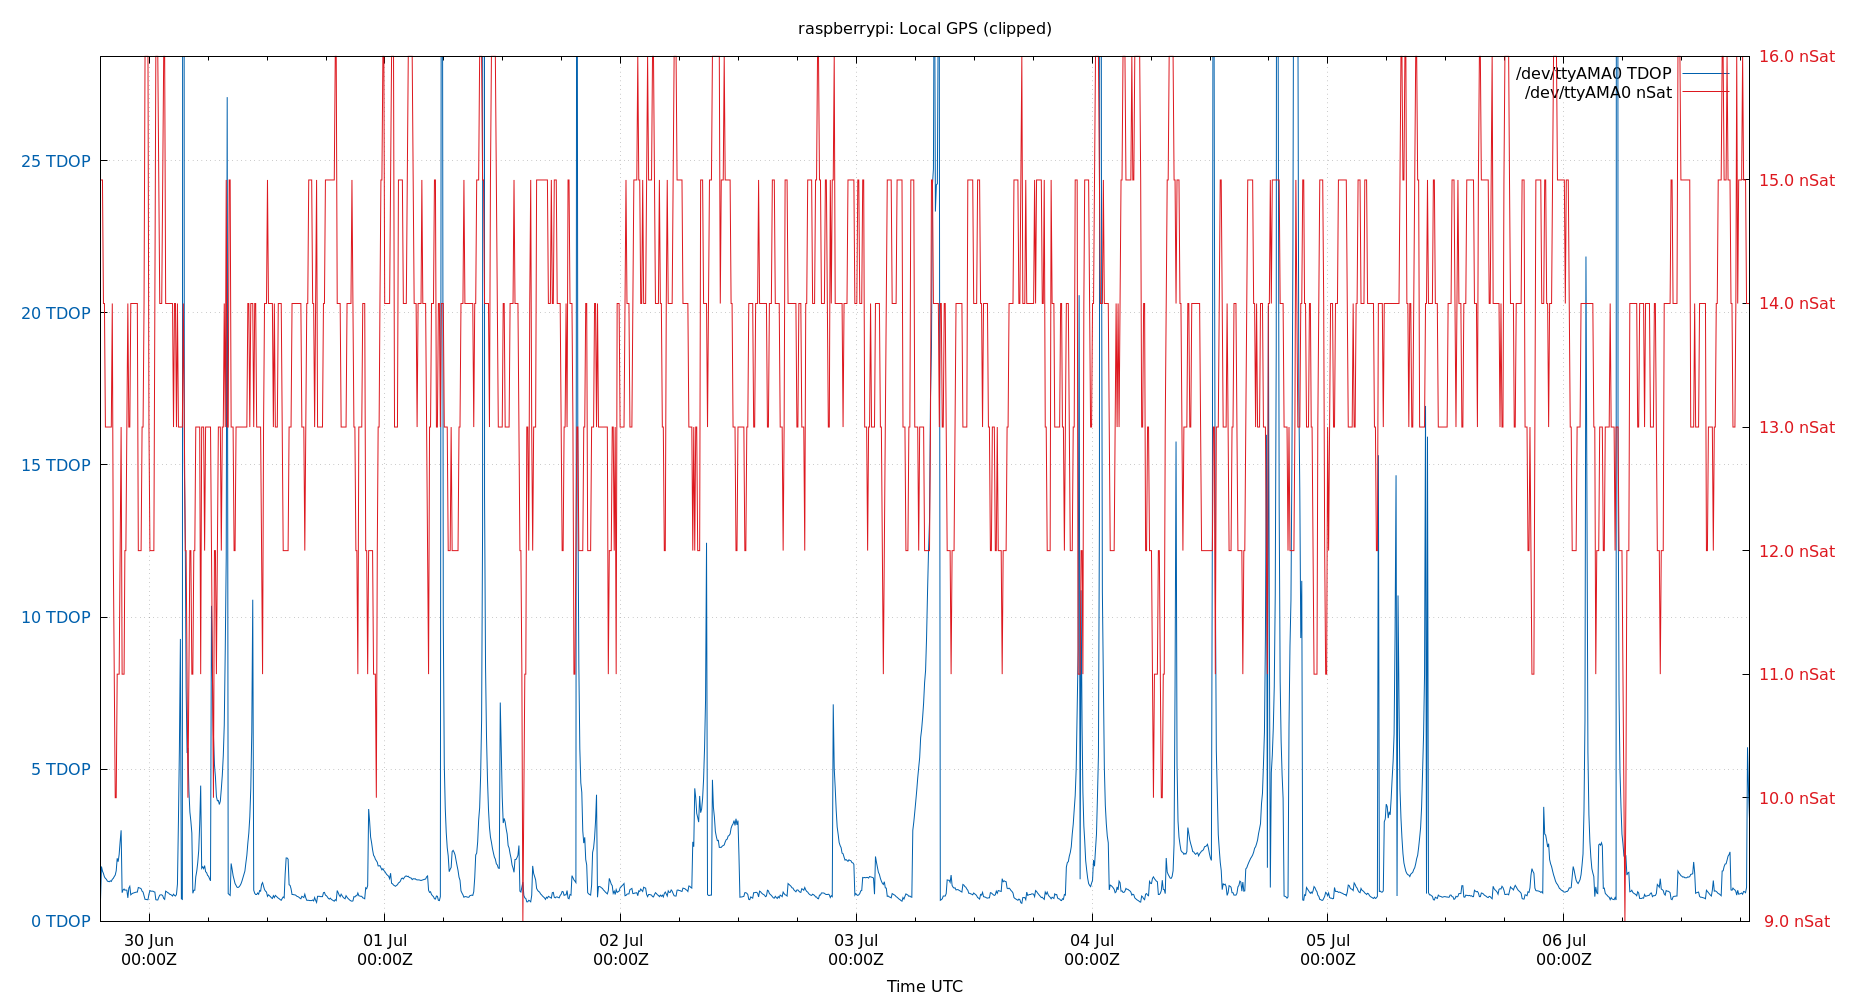 raspberrypi: Local GPS (clipped)
/dev/ttyAMA0 TDOP
/dev/ttyAMA0 nSat
25 TDOP
20 TDOP
15 TDOP
10 TDOP
5 TDOP
0 TDOP
16.0 nSat
15.0 nSat
14.0 nSat
13.0 nSat
12.0 nSat
11.0 nSat
10.0 nSat
9.0 nSat
30 Jun 01 Jul 02 Jul 03 Jul 04 Jul 05 Jul 06 Jul
00:00Z 00:00Z 00:00Z 00:00Z 00:00Z 00:00Z 00:00Z
Time UTC